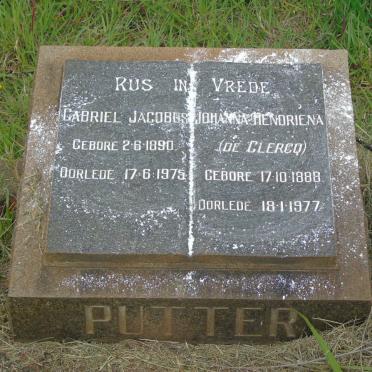 RUS IN VREDE
GABRIEL JACOBUS
GEBORE 2·6·1890
OORLEDE 17·6·1975
JOHANNA HENDRIENA
(DE CLERCQ)
GEBORE 17·10·1888
OORLEDE 18·1·1977
PUTTER